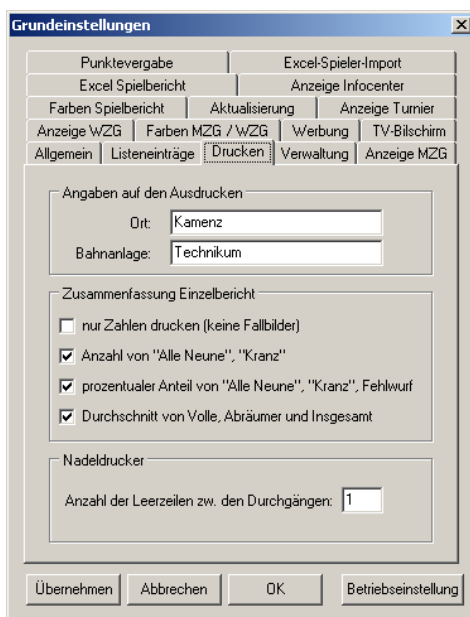 Grundeinstellungen
Punktevergabe Excel-Spieler-Import
Excel Spielbericht Anzeige Infocenter
Farben Spielbericht Aktualisierung Anzeige Turnier
Anzeige WZG Farben MZG / WZG Werbung TV-Bilschirm
Allgemein Listeneinträge Drucken Verwaltung Anzeige MZG
Angaben auf den Ausdrucken
Ort: Kamenz
Bahnanlage: Technikum
Zusammenfassung Einzelbericht
nur Zahlen drucken (keine Fallbilder)
Anzahl von "Alle Neune", "Kranz"
prozentualer Anteil von "Alle Neune", "Kranz", Fehlwurf
Durchschnitt von Volle, Abräumer und Insgesamt
Nadeldrucker
Anzahl der Leerzeilen zw. den Durchgängen: 1
Übernehmen Abbrechen OK Betriebseinstellung